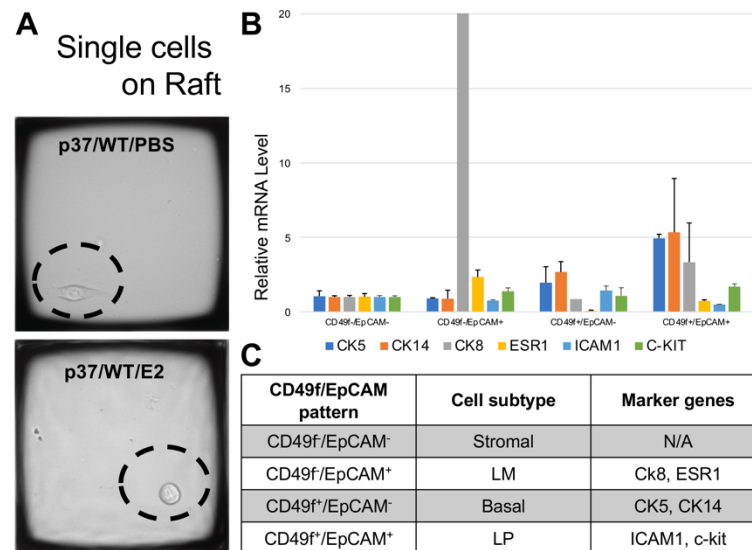 A
Single cells
on Raft
p37/WT/PBS
p37/WT/E2
B
Relative mRNA Level
20
15
10
5
0
CD49f-/EpCAM-
CD49f-/EpCAM+
CD49f+/EpCAM-
CD49f+/EpCAM+
CK5 CK14 CK8 ESR1 ICAM1 C-KIT
C
CD49f/EpCAM pattern Cell subtype Marker genes
CD49f⁻/EpCAM⁻ Stromal N/A
CD49f⁻/EpCAM⁺ LM Ck8, ESR1
CD49f⁺/EpCAM⁻ Basal CK5, CK14
CD49f⁺/EpCAM⁺ LP ICAM1, c-kit